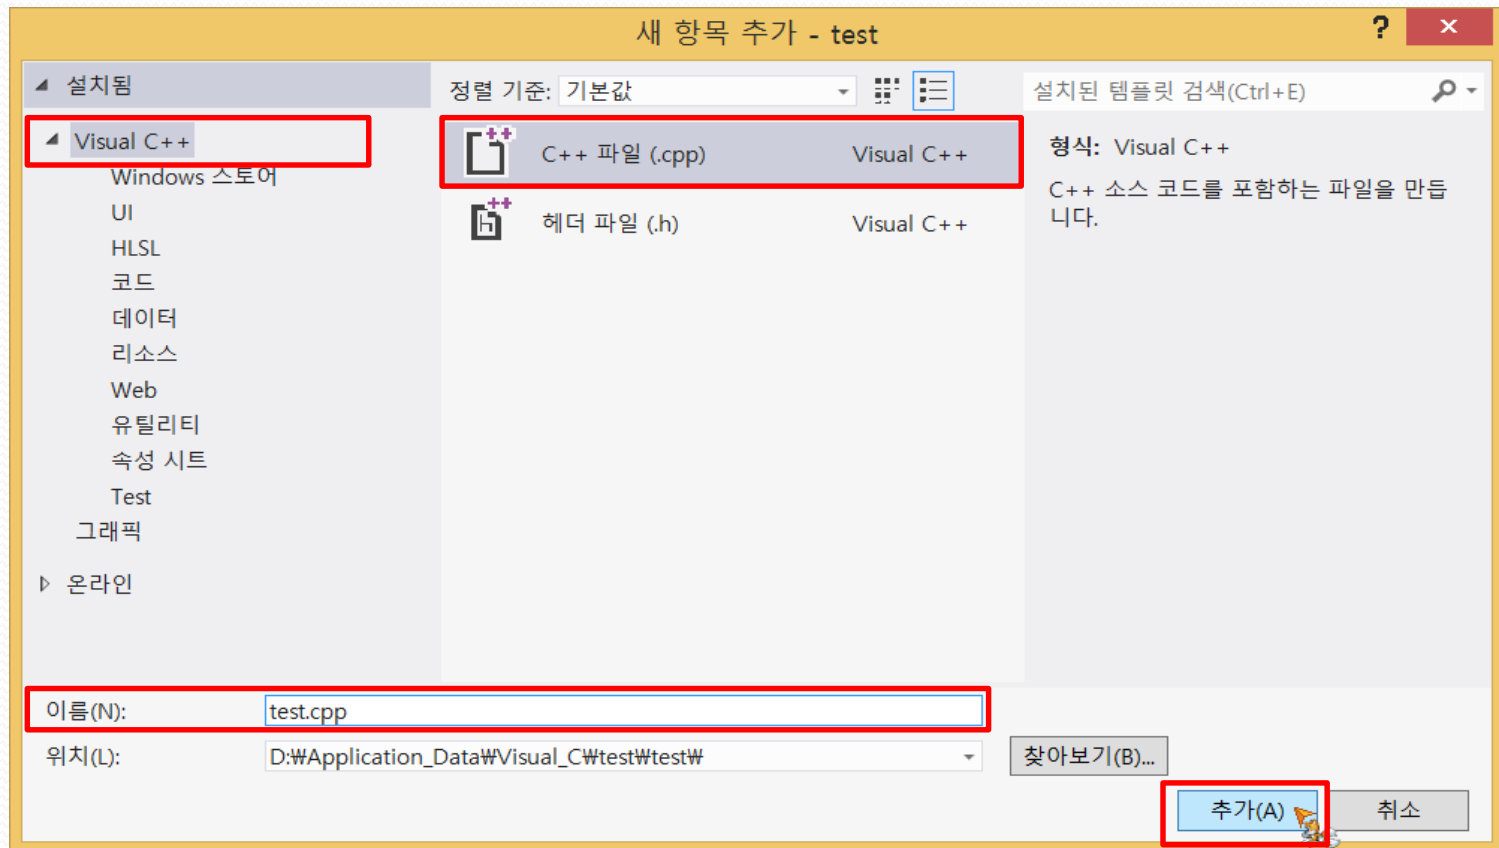 새 항목 추가 - test
?
설치됨
Visual C++
Windows 스토어
UI
HLSL
코드
데이터
리소스
Web
유틸리티
속성 시트
Test
그래픽
온라인
정렬 기준: 기본값
C++ 파일 (.cpp) Visual C++
헤더 파일 (.h) Visual C++
설치된 템플릿 검색(Ctrl+E)
형식: Visual C++
C++ 소스 코드를 포함하는 파일을 만듭
니다.
이름(N): test.cpp
위치(L): D:₩Application_Data₩Visual_C₩test₩test₩
찾아보기(B)...
추가(A) 취소